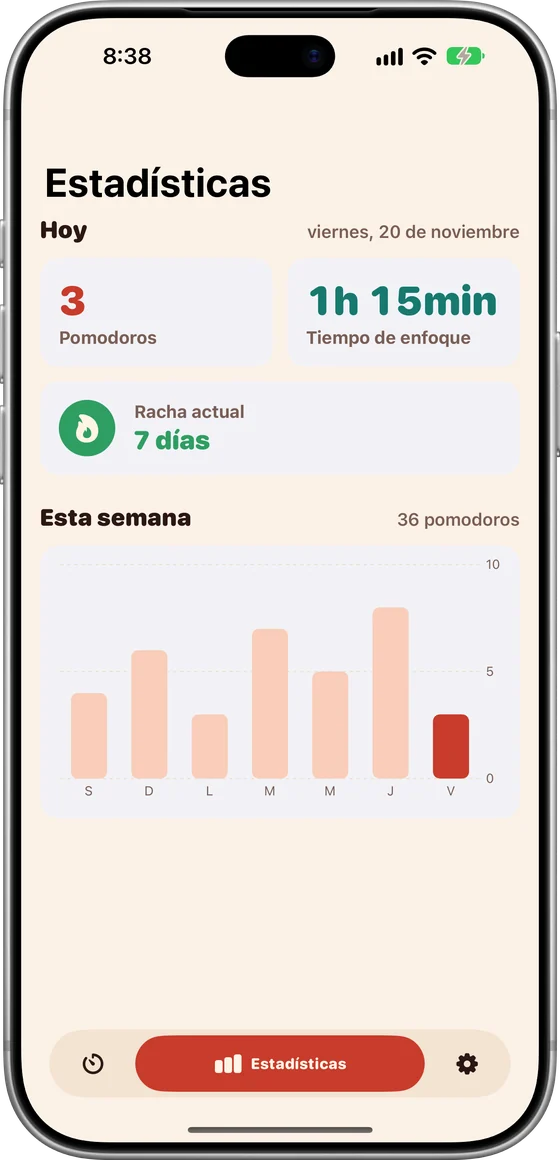 8:38
Estadísticas
Hoy
viernes, 20 de noviembre
3
Pomodoros
1h 15min
Tiempo de enfoque
Racha actual
7 días
Esta semana
36 pomodoros
10
5
0
S D L M M J V
Estadísticas